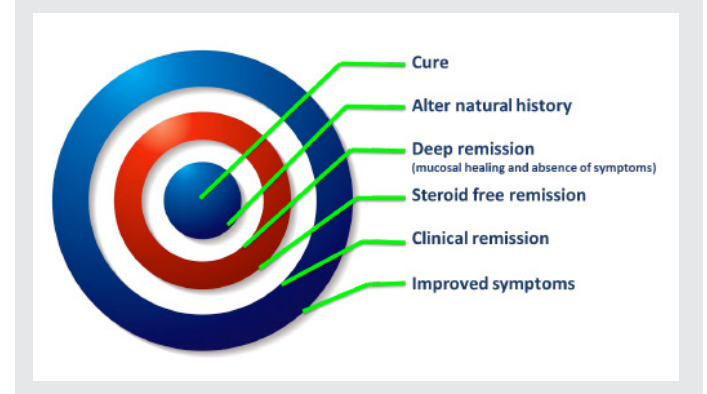 Cure
Alter natural history
Deep remission
(mucosal healing and absence of symptoms)
Steroid free remission
Clinical remission
Improved symptoms